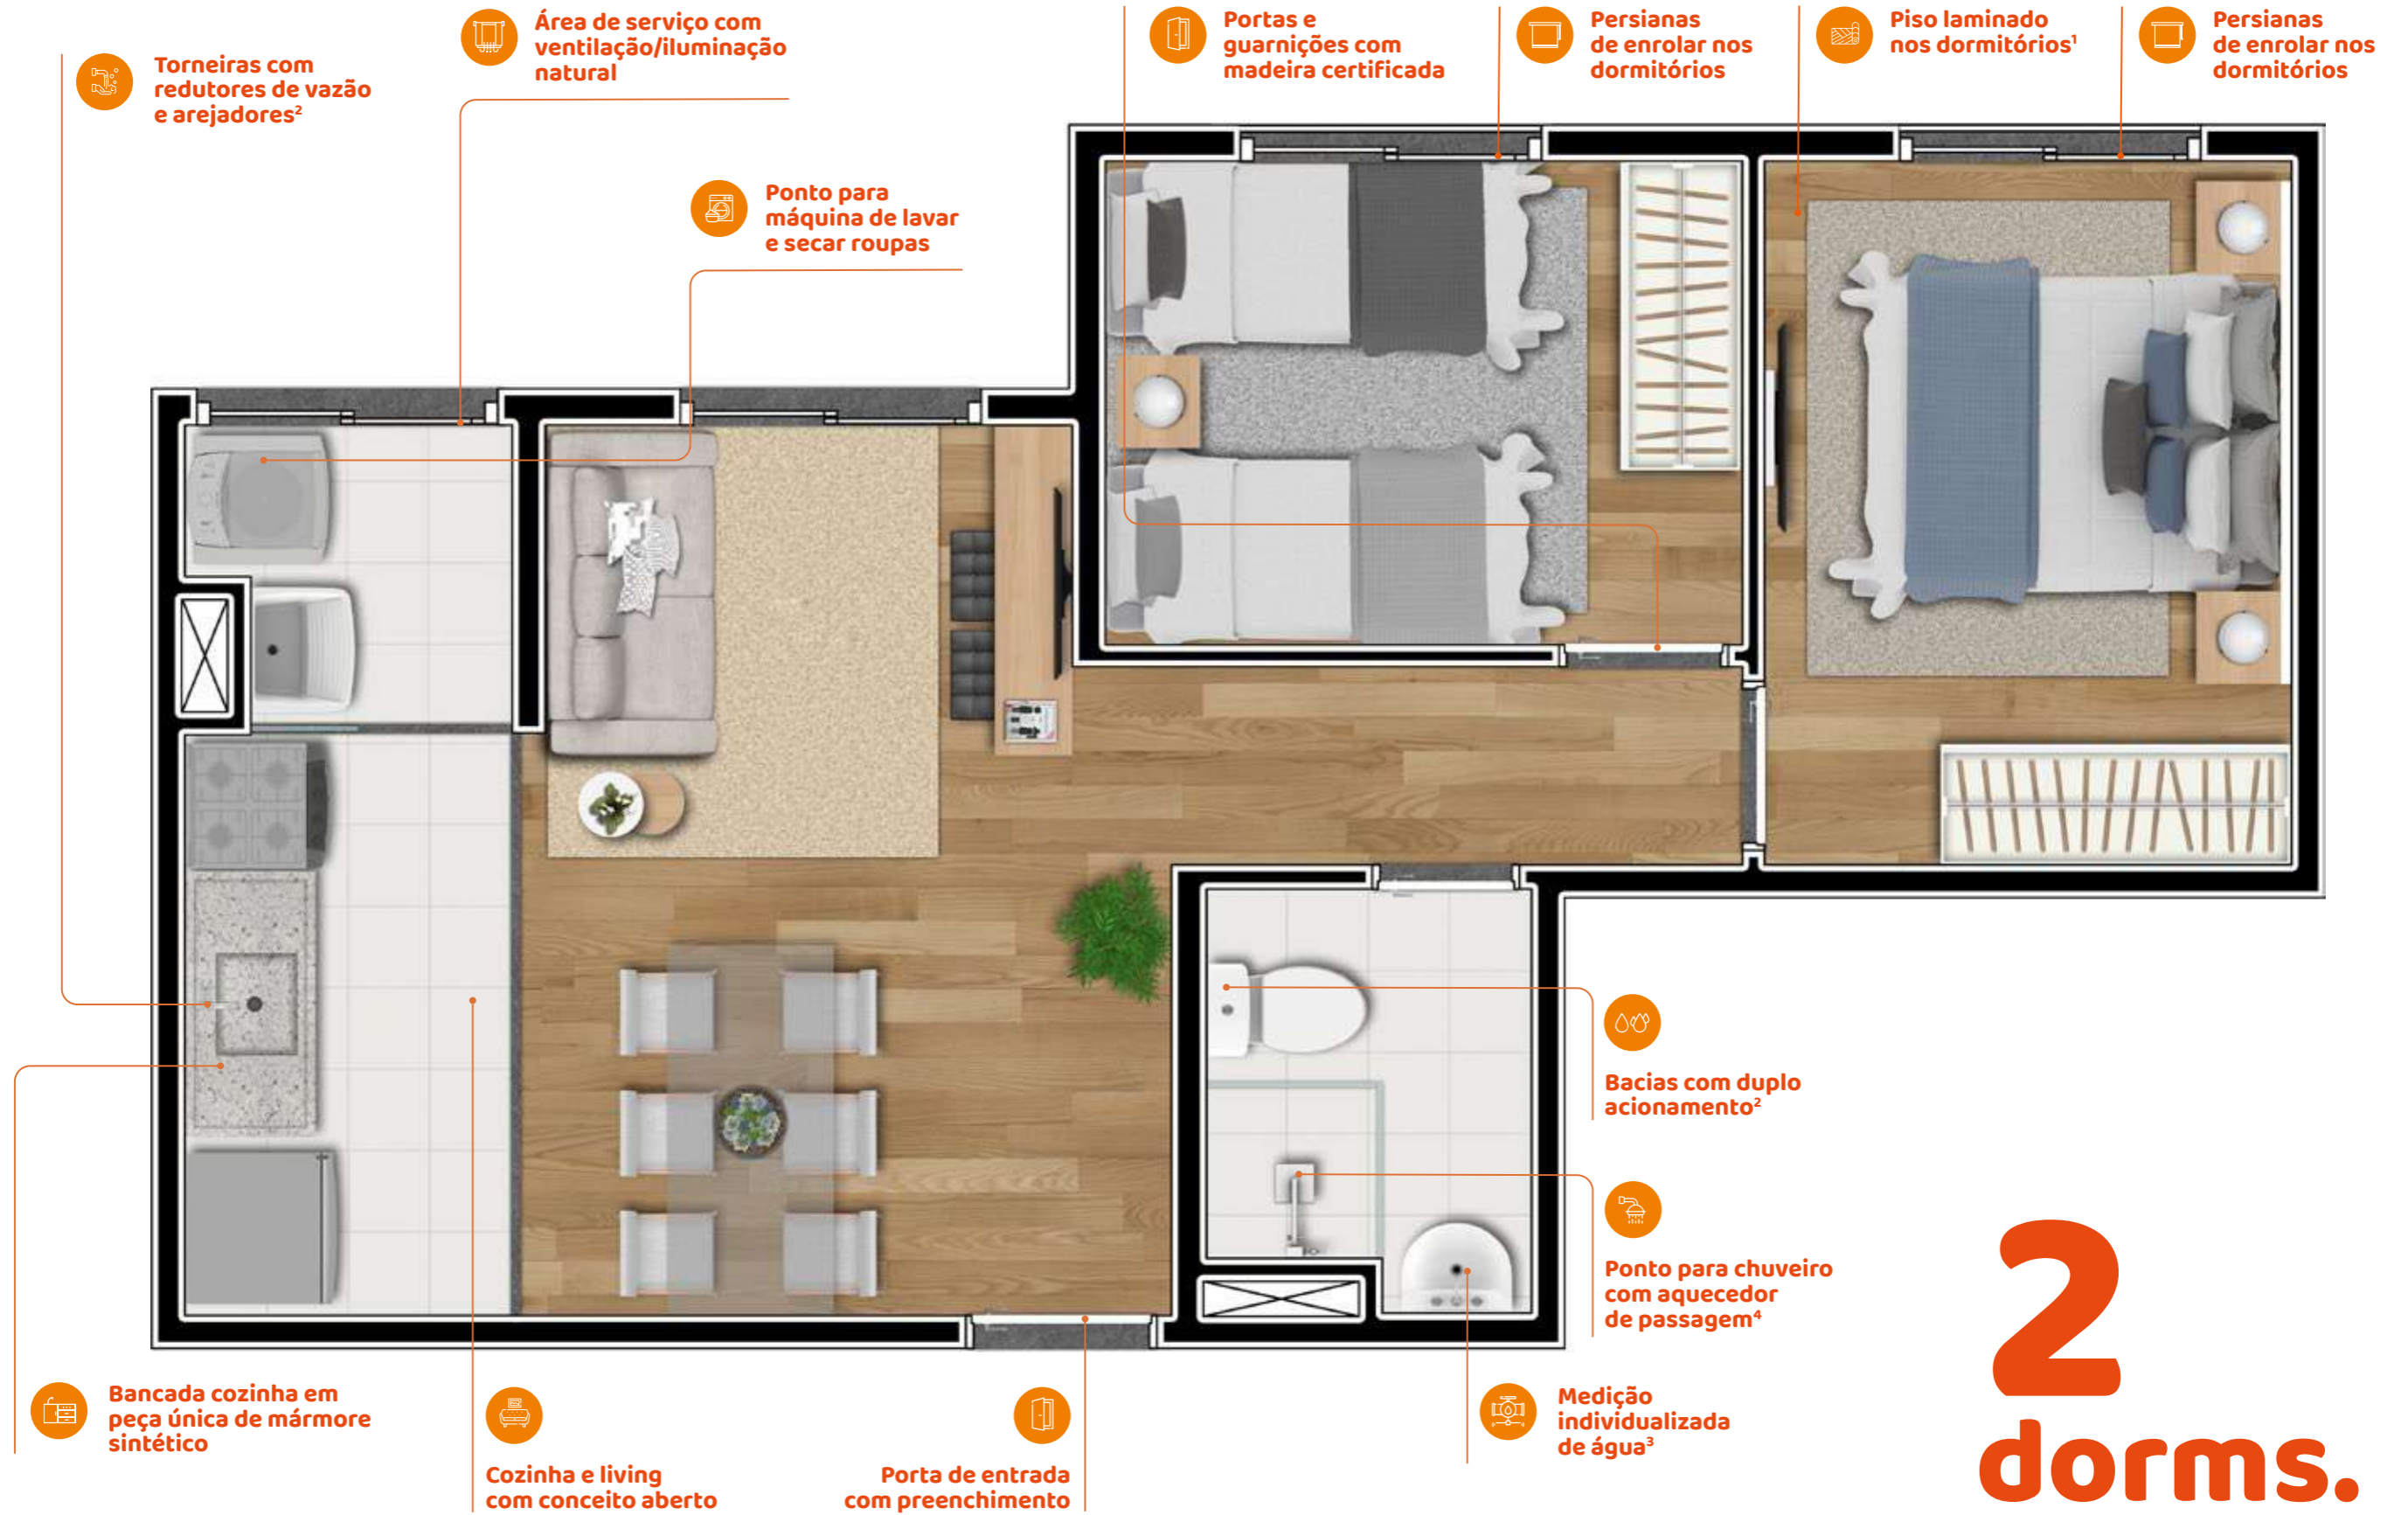 Torneiras com
redutores de vazão
e arejadores²
Área de serviço com
ventilação/iluminação
natural
Ponto para
máquina de lavar
e secar roupas
Portas e
guarnições com
madeira certificada
Persianas
de enrolar nos
dormitórios
Piso laminado
nos dormitórios¹
Persianas
de enrolar nos
dormitórios
Bacias com duplo
acionamento²
Ponto para chuveiro
com aquecedor
de passagem⁴
Bancada cozinha em
peça única de mármore
sintético
Cozinha e living
com conceito aberto
Porta de entrada
com preenchimento
Medição
individualizada
de água³
2
dorms.